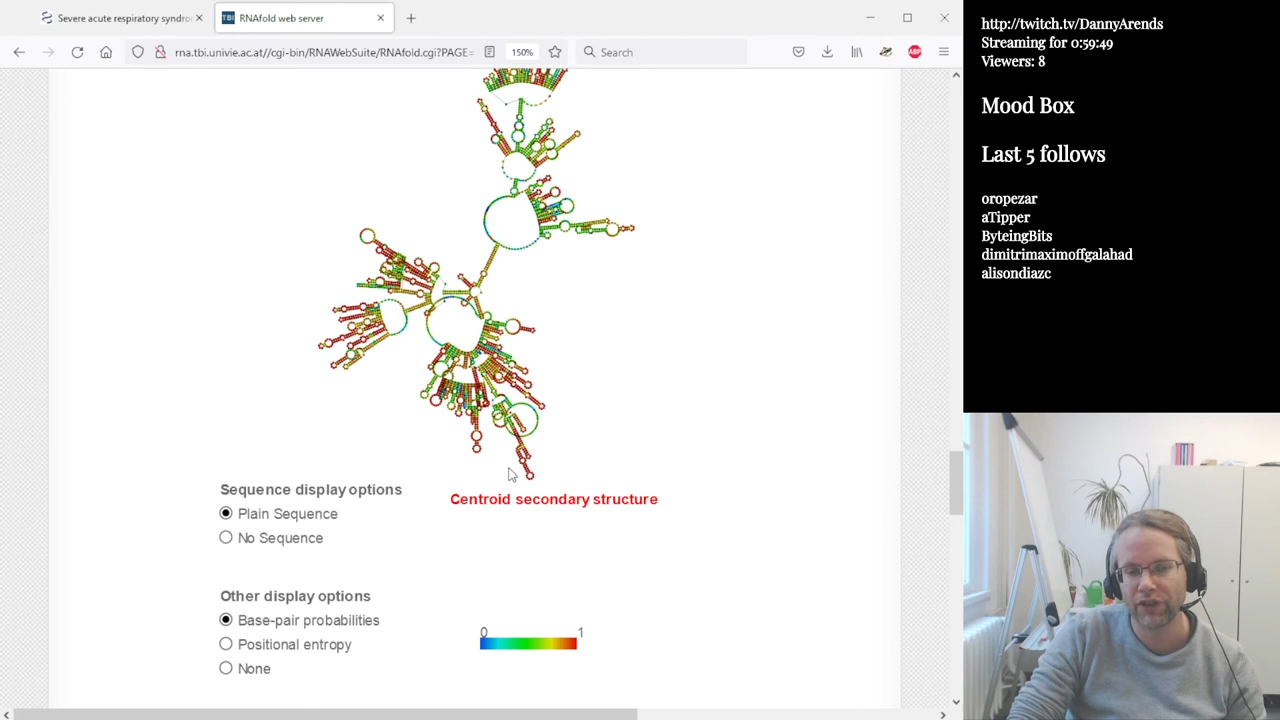 Severe acute respiratory syndro
TBI
RNAfold web server
rna.tbi.univie.ac.at//cgi-bin/RNAWebSuite/RNAfold.cgi?PAGE=
150%
Search
ABP
http://twitch.tv/DannyArends
Streaming for 0:59:49
Viewers: 8
Mood Box
Last 5 follows
oropezar
aTipper
ByteingBits
dimitrimaximoffgalahad
alisondiazc
Sequence display options
Plain Sequence
No Sequence
Centroid secondary structure
Other display options
Base-pair probabilities
Positional entropy
None
0 1